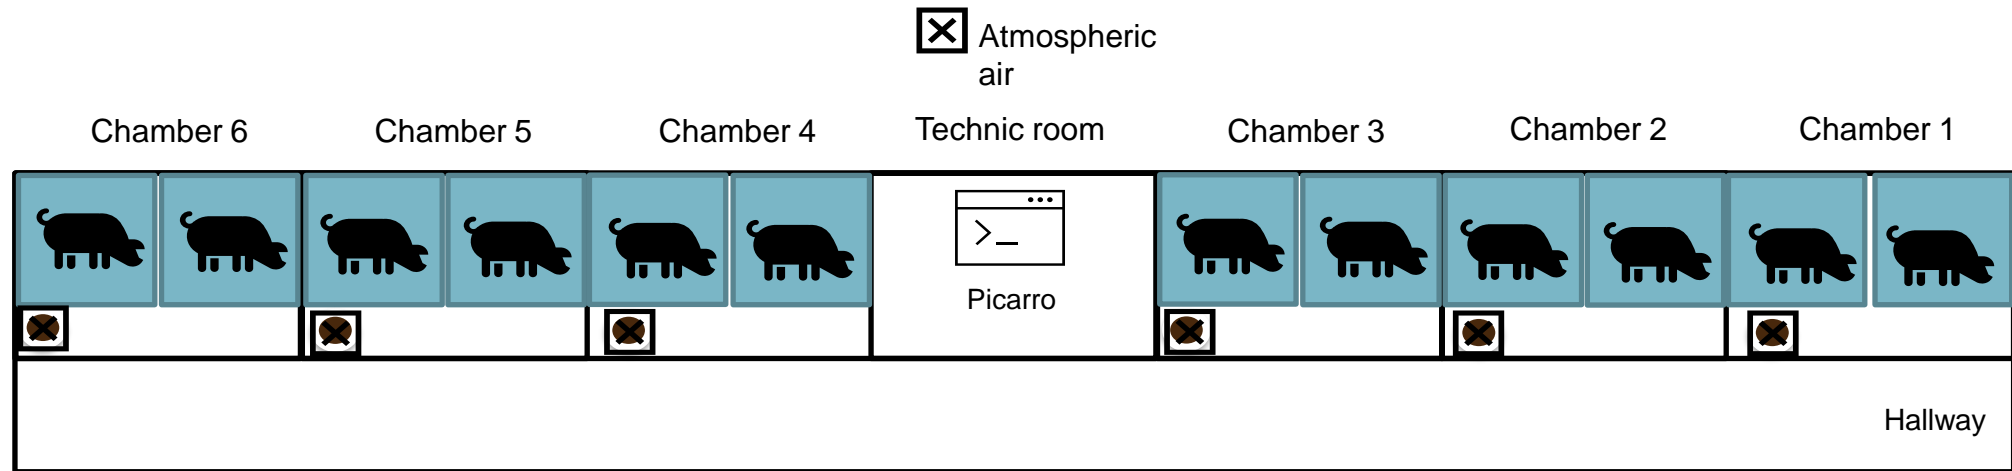 Atmospheric
air
Chamber 6
Chamber 5
Chamber 4
Technic room
Chamber 3
Chamber 2
Chamber 1
Picarro
Hallway